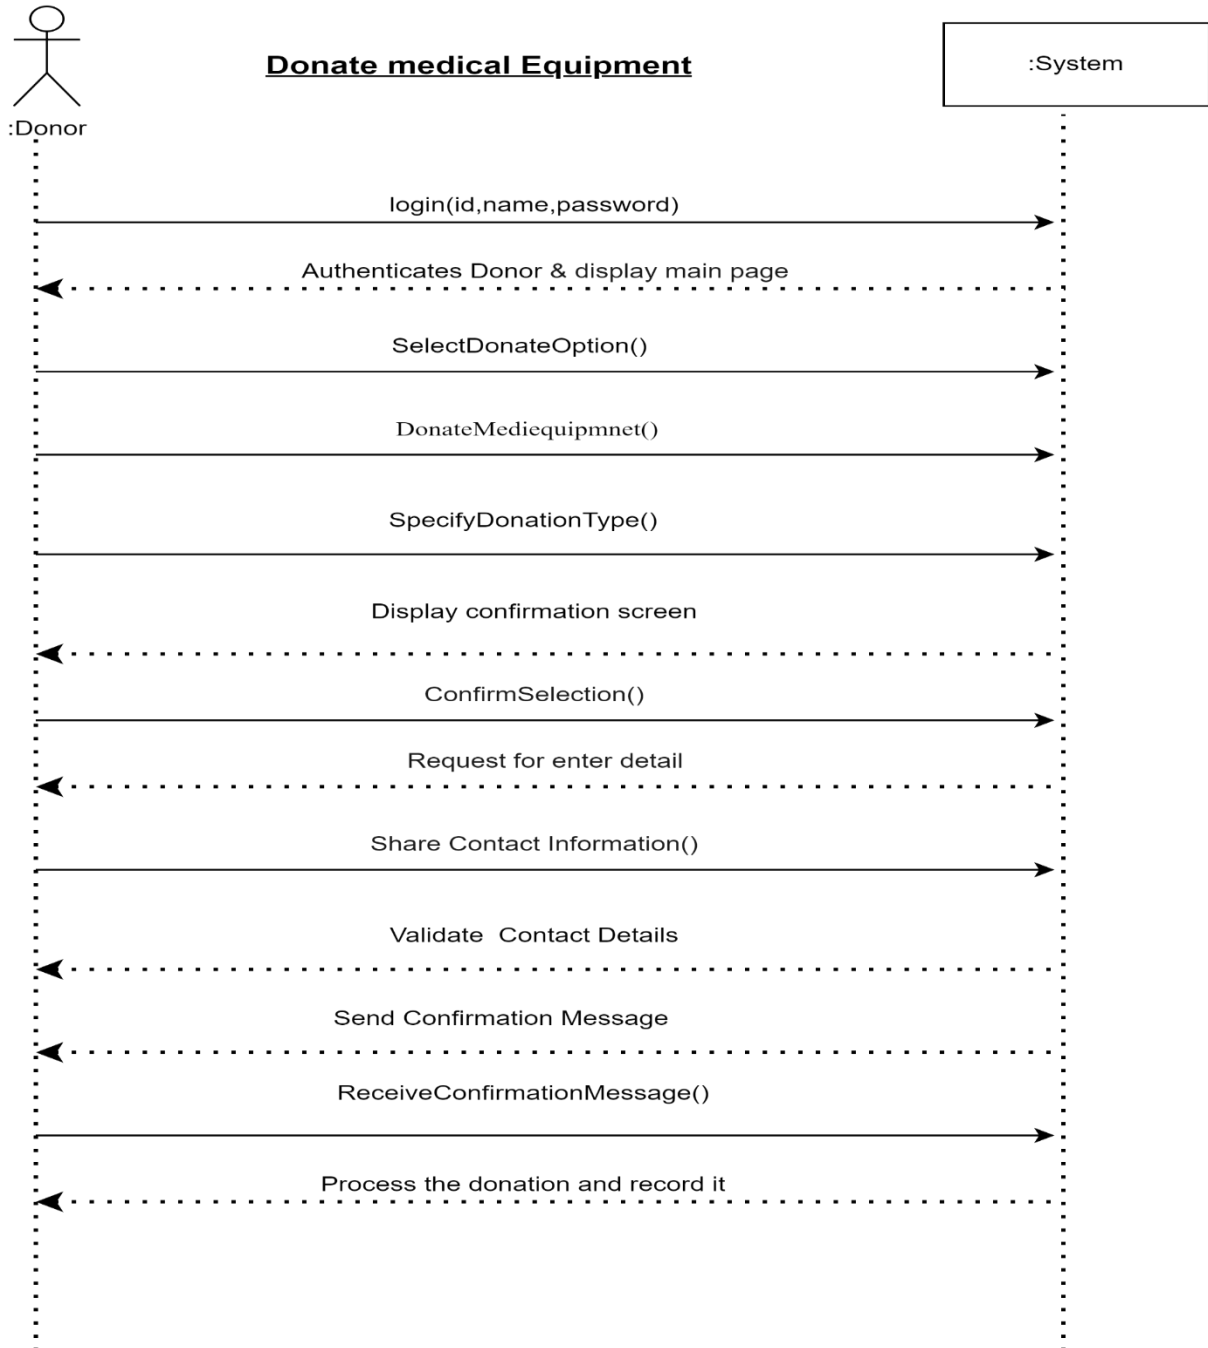 Donate medical Equipment
:System
:Donor
login(id,name,password)
Authenticates Donor & display main page
SelectDonateOption()
DonateMediequipmnet()
SpecifyDonationType()
Display confirmation screen
ConfirmSelection()
Request for enter detail
Share Contact Information()
Validate  Contact Details
Send Confirmation Message
ReceiveConfirmationMessage()
Process the donation and record it